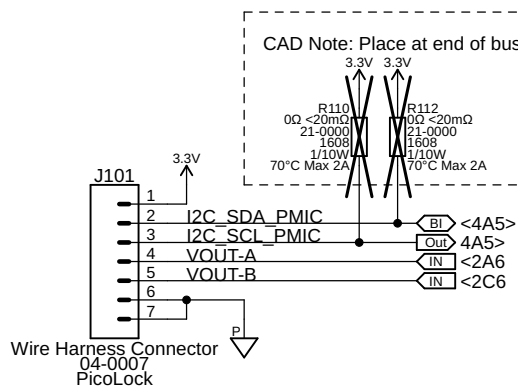 CAD Note: Place at end of bus
3.3V 3.3V
R110 R112
0Ω <20mΩ 0Ω <20mΩ
21-0000 21-0000
1608 1608
1/10W 1/10W
70°C Max 2A 70°C Max 2A
3.3V
J101
1
2 I2C_SDA_PMIC BI <4A5>
3 I2C_SCL_PMIC Out 4A5>
4 VOUT-A IN <2A6
5 VOUT-B IN <2C6
6
7
P
Wire Harness Connector
04-0007
PicoLock